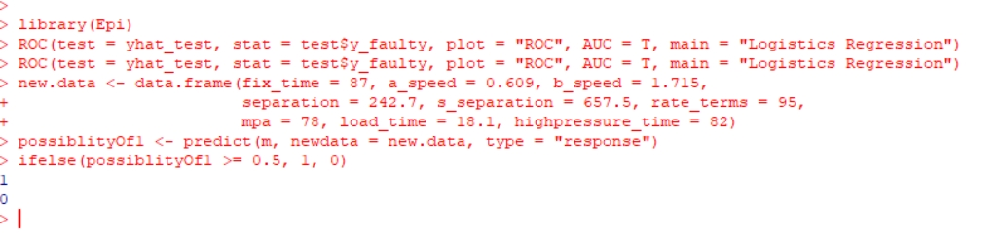 >
> library(Epi)
> ROC(test = yhat_test, stat = test$y_faulty, plot = "ROC", AUC = T, main = "Logistics Regression")
> ROC(test = yhat_test, stat = test$y_faulty, plot = "ROC", AUC = T, main = "Logistics Regression")
> new.data <- data.frame(fix_time = 87, a_speed = 0.609, b_speed = 1.715,
+ separation = 242.7, s_separation = 657.5, rate_terms = 95,
+ mpa = 78, load_time = 18.1, highpressure_time = 82)
> possiblityOf1 <- predict(m, newdata = new.data, type = "response")
> ifelse(possiblityOf1 >= 0.5, 1, 0)
1
0
>